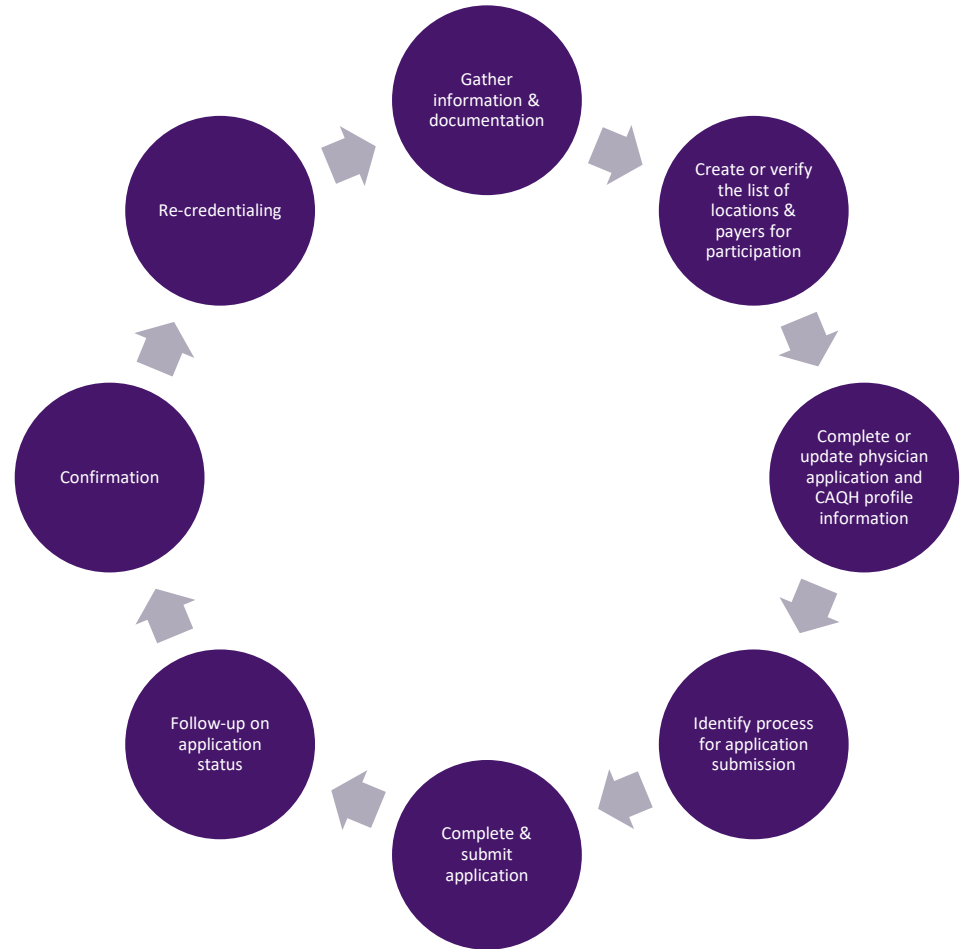 Gather
information &
documentation
Create or verify
the list of
locations &
payers for
participation
Complete or
update physician
application and
CAQH profile
information
Identify process
for application
submission
Complete &
submit
application
Follow-up on
application
status
Confirmation
Re-credentialing